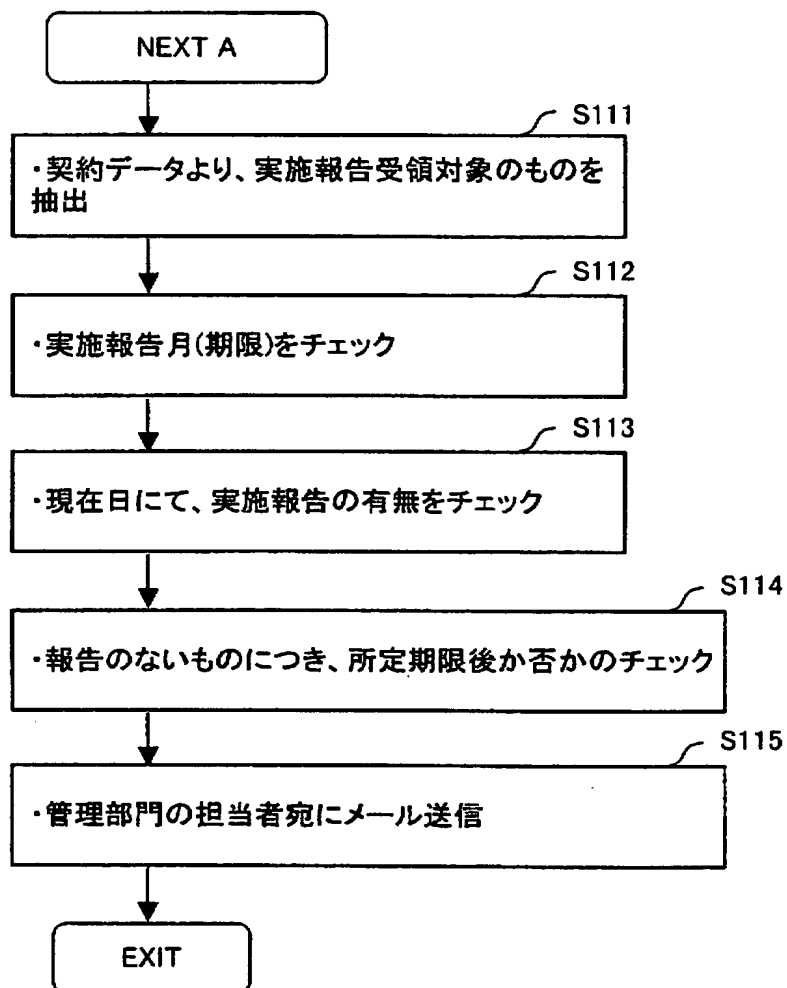 NEXT A
S111
・契約データより、実施報告受領対象のものを
抽出
S112
・実施報告月(期限)をチェック
S113
・現在日にて、実施報告の有無をチェック
S114
・報告のないものにつき、所定期限後か否かのチェック
S115
・管理部門の担当者宛にメール送信
EXIT